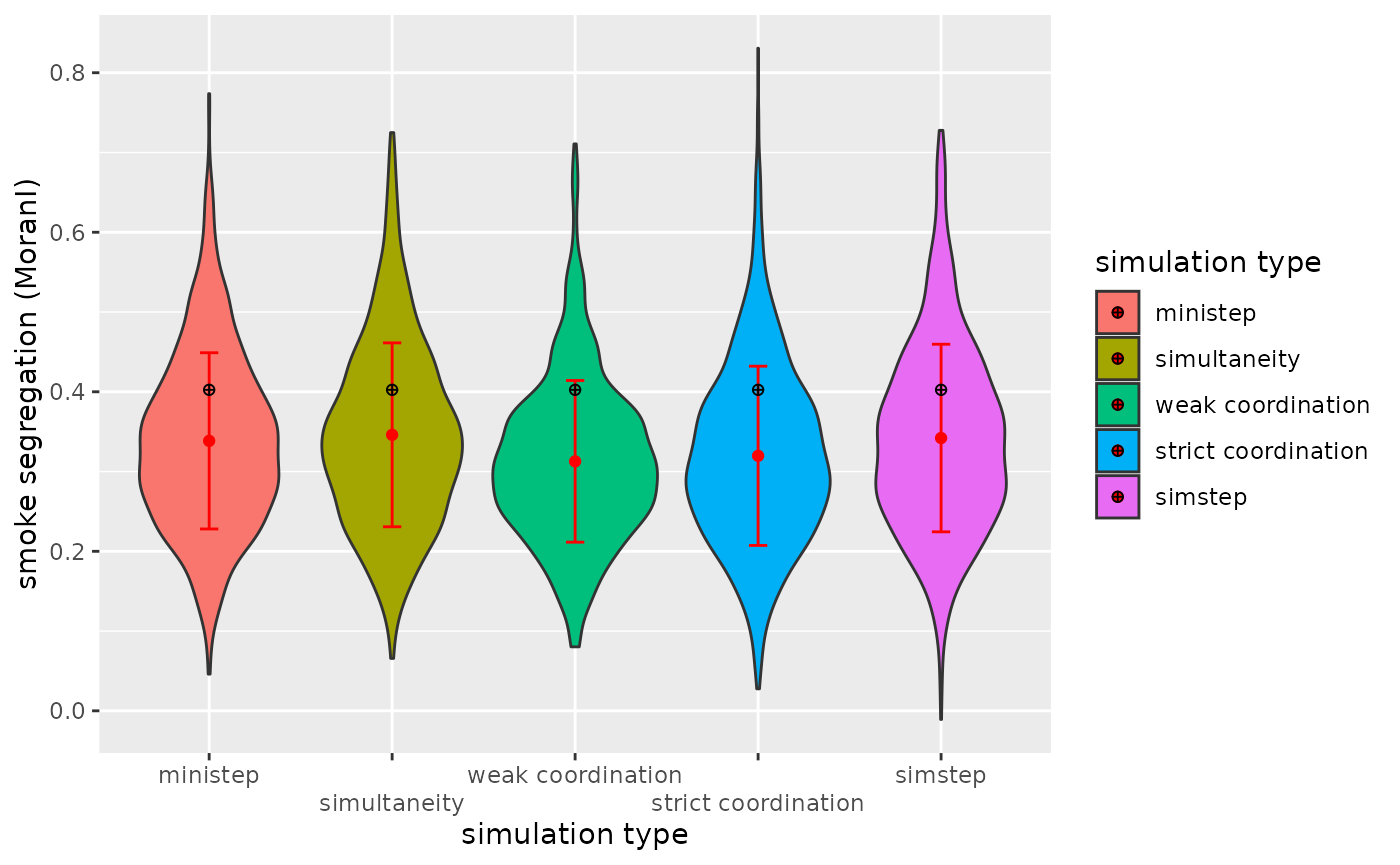 smoke segregation (MoranI)
0.8
0.6
0.4
0.2
0.0
ministep
simultaneity
weak coordination
strict coordination
simstep
simulation type
simulation type
ministep
simultaneity
weak coordination
strict coordination
simstep